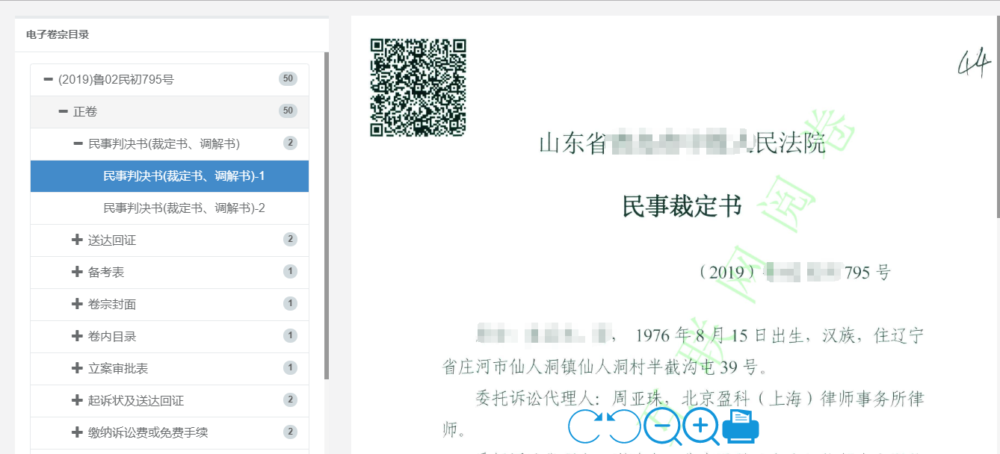 电子卷宗目录
(2019)鲁02民初795号 50
正卷 50
民事判决书(裁定书、调解书) 2
民事判决书(裁定书、调解书)-1
民事判决书(裁定书、调解书)-2
送达回证 2
备考表 1
卷宗封面 1
卷内目录 1
立案审批表 1
起诉状及送达回证 2
缴纳诉讼费或免费手续 2
44
山东省 民法院
民事裁定书
（2019） 795 号
， 1976 年 8 月 15 日出生，汉族，住辽宁
省庄河市仙人洞镇仙人洞村半截沟屯 39 号。
委托诉讼代理人：周亚珠，北京盈科（上海）律师事务所律
师。
联网阅卷